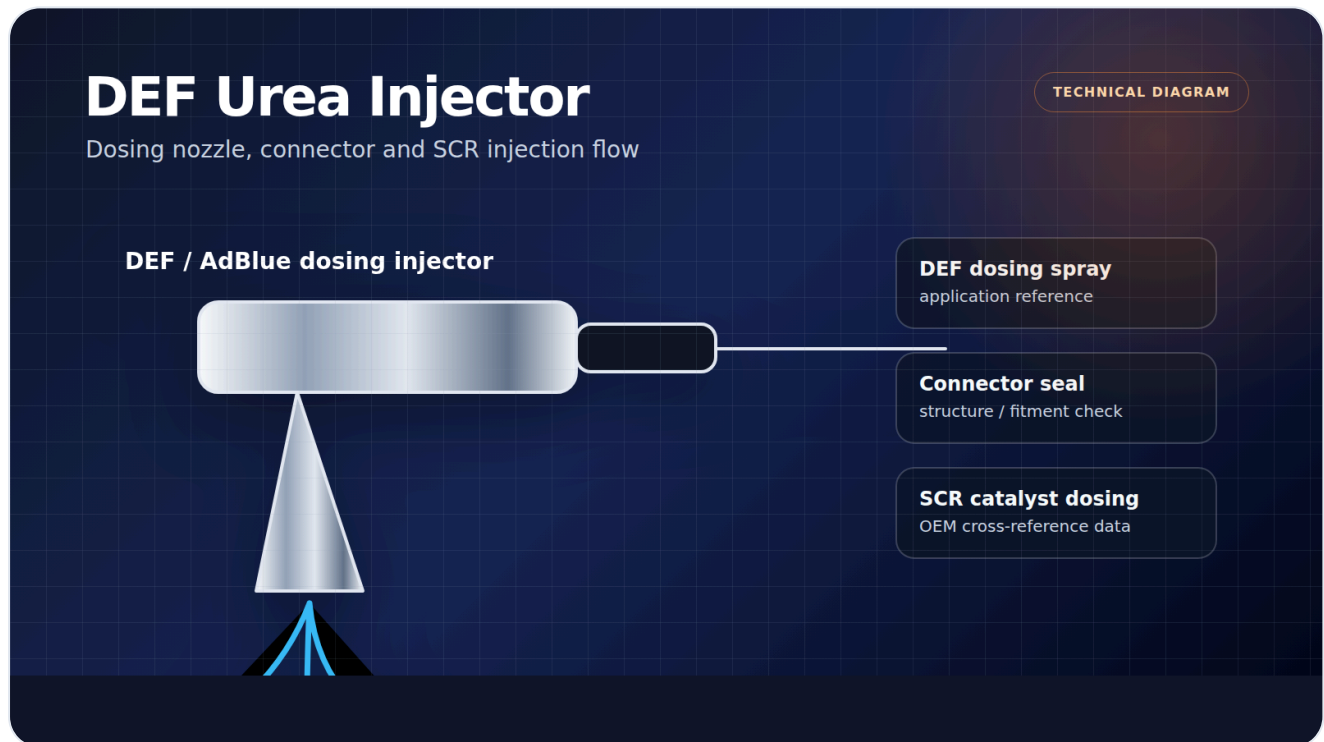 DEF Urea Injector
TECHNICAL DIAGRAM
Dosing nozzle, connector and SCR injection flow
DEF / AdBlue dosing injector
DEF dosing spray
application reference
Connector seal
structure / fitment check
SCR catalyst dosing
OEM cross-reference data